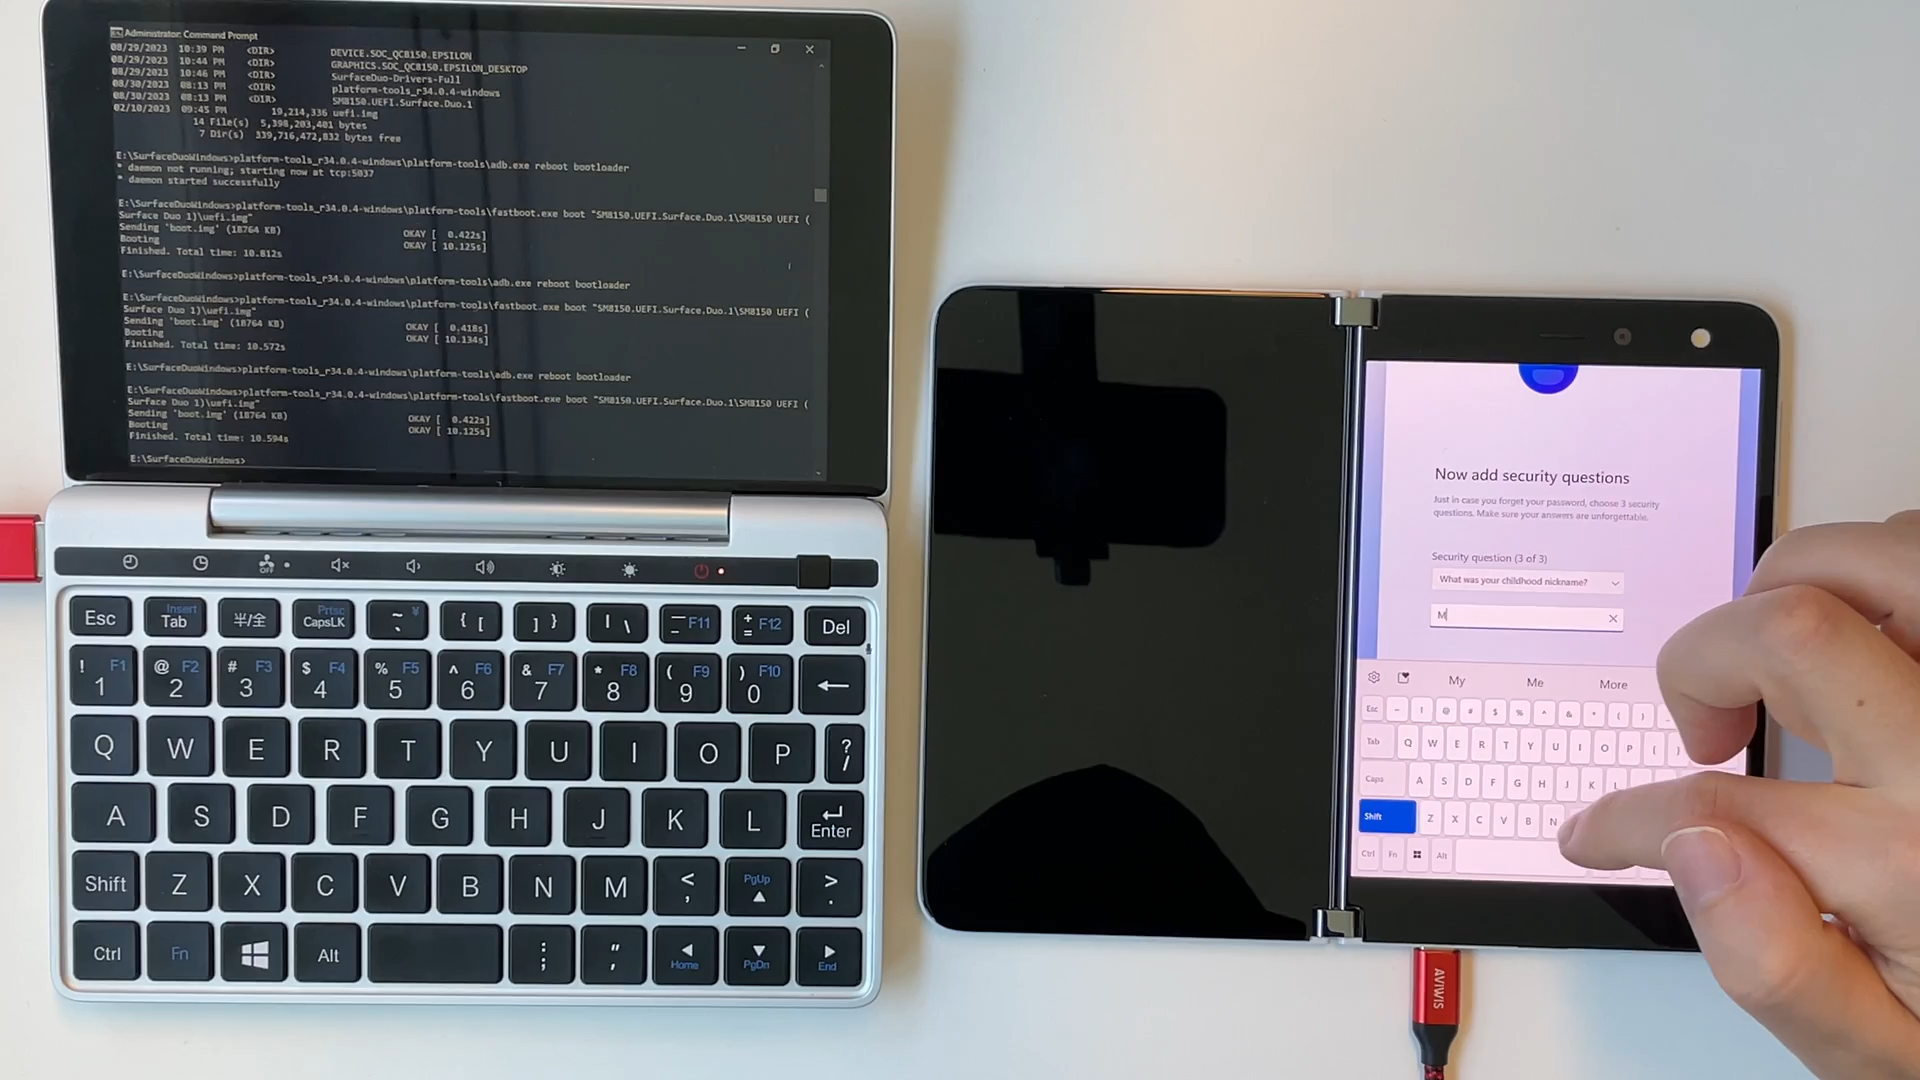 Administrator: Command Prompt
08/29/2023 10:39 PM <DIR> DEVICE.SOC_QC8150.EPSILON
08/29/2023 10:44 PM <DIR> GRAPHICS.SOC_QC8150.EPSILON_DESKTOP
08/29/2023 10:46 PM <DIR> SurfaceDuo-Drivers-Full
08/30/2023 08:13 PM <DIR> platform-tools_r34.0.4-windows
08/30/2023 08:13 PM <DIR> SM8150.UEFI.Surface.Duo.1
02/10/2023 09:45 PM 19,214,336 uefi.img
14 File(s) 5,398,203,401 bytes
7 Dir(s) 339,716,472,832 bytes free
E:\SurfaceDuoWindows>platform-tools_r34.0.4-windows\platform-tools\adb.exe reboot bootloader
* daemon not running; starting now at tcp:5037
* daemon started successfully
E:\SurfaceDuoWindows>platform-tools_r34.0.4-windows\platform-tools\fastboot.exe boot "SM8150.UEFI.Surface.Duo.1\SM8150 UEFI (
Surface Duo 1)\uefi.img"
Sending 'boot.img' (18764 KB) OKAY [ 0.422s]
Booting OKAY [ 10.125s]
Finished. Total time: 10.812s
E:\SurfaceDuoWindows>platform-tools_r34.0.4-windows\platform-tools\adb.exe reboot bootloader
E:\SurfaceDuoWindows>platform-tools_r34.0.4-windows\platform-tools\fastboot.exe boot "SM8150.UEFI.Surface.Duo.1\SM8150 UEFI (
Surface Duo 1)\uefi.img"
Sending 'boot.img' (18764 KB) OKAY [ 0.418s]
Booting OKAY [ 10.134s]
Finished. Total time: 10.572s
E:\SurfaceDuoWindows>platform-tools_r34.0.4-windows\platform-tools\adb.exe reboot bootloader
E:\SurfaceDuoWindows>platform-tools_r34.0.4-windows\platform-tools\fastboot.exe boot "SM8150.UEFI.Surface.Duo.1\SM8150 UEFI (
Surface Duo 1)\uefi.img"
Sending 'boot.img' (18764 KB) OKAY [ 0.422s]
Booting OKAY [ 10.125s]
Finished. Total time: 10.594s
E:\SurfaceDuoWindows>
OFF
Esc Insert Tab 半/全 Prtsc CapsLK ~ ` ¥ { [ } ] | \ _ - F11 + = F12 Del
! F1 1 @ F2 2 # F3 3 $ F4 4 % F5 5 ^ F6 6 & F7 7 * F8 8 ( F9 9 ) F10 0 ←
Q W E R T Y U I O P ? /
A S D F G H J K L Enter
Shift Z X C V B N M < , PgUp > .
Ctrl Fn Alt : ; " ' Home PgDn End
Now add security questions
Just in case you forget your password, choose 3 security
questions. Make sure your answers are unforgettable.
Security question (3 of 3)
What was your childhood nickname?
M
My Me More
Esc ~ ! @ # $ % ^ & * ( )
Tab Q W E R T Y U I O P {
Caps A S D F G H J K L
Shift Z X C V B N
Ctrl Fn Alt
AVIWIS